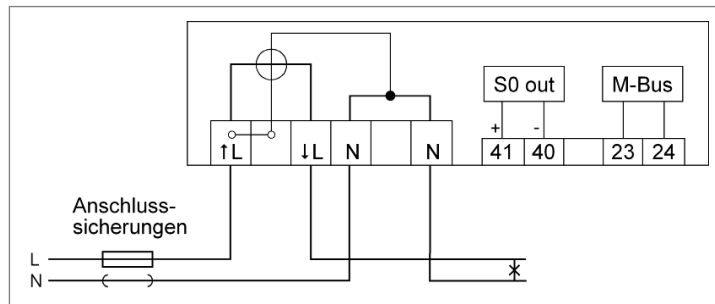 S0 out M-Bus
+ -
↑L ↓L N N 41 40 23 24
Anschluss-
sicherungen
L
N